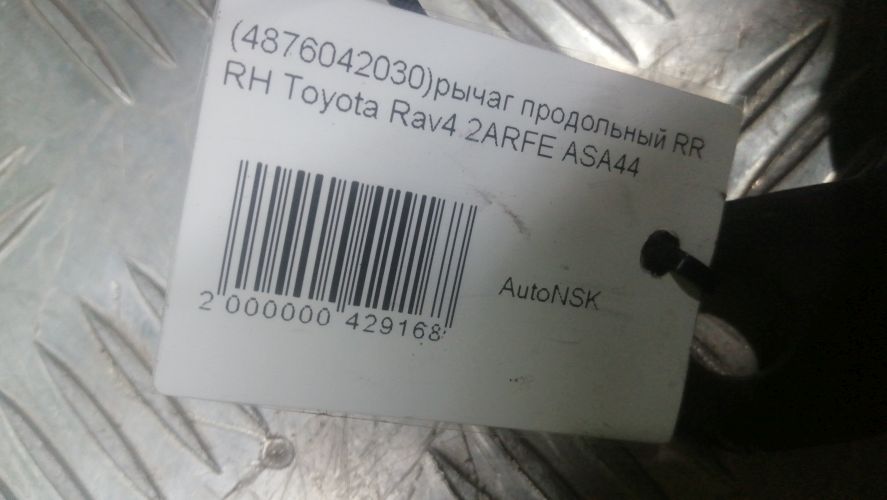 (4876042030)рычаг продольный RR
RH Toyota Rav4 2ARFE ASA44
2 000000 429168
AutoNSK